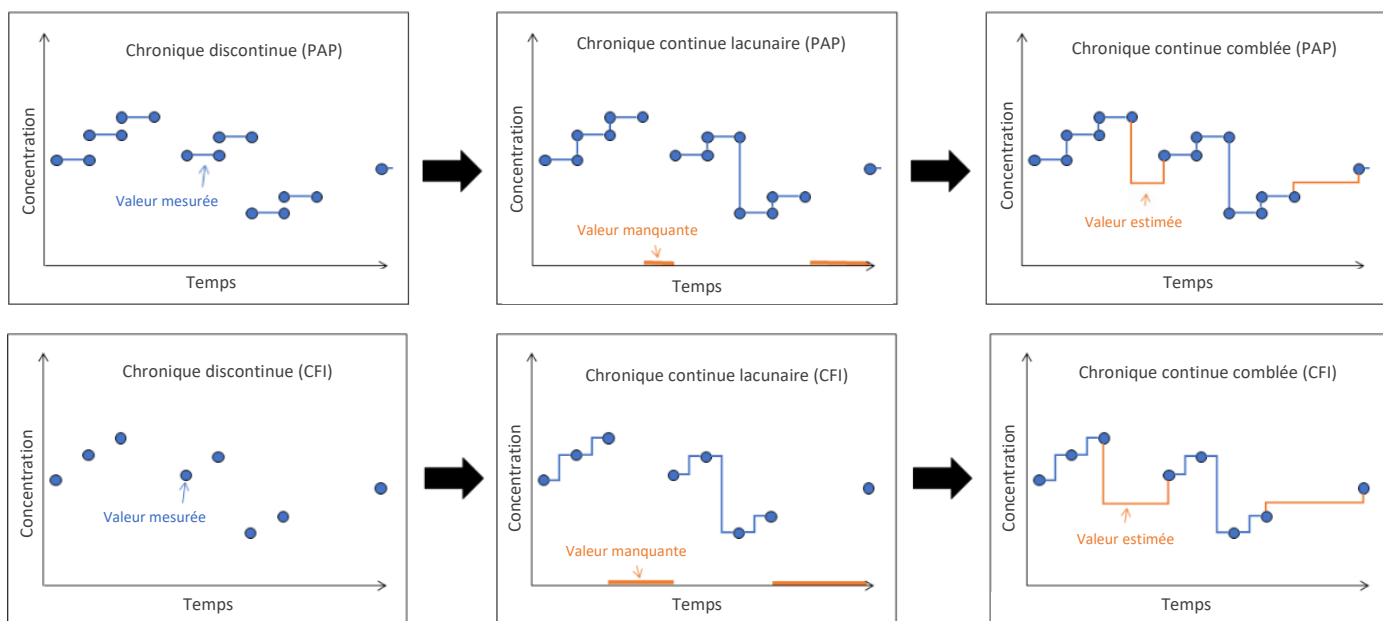 Chronique discontinue (PAP)
Concentration
Valeur mesurée
Temps
Chronique continue lacunaire (PAP)
Concentration
Valeur manquante
Temps
Chronique continue comblée (PAP)
Concentration
Valeur estimée
Temps
Chronique discontinue (CFI)
Concentration
Valeur mesurée
Temps
Chronique continue lacunaire (CFI)
Concentration
Valeur manquante
Temps
Chronique continue comblée (CFI)
Concentration
Valeur estimée
Temps